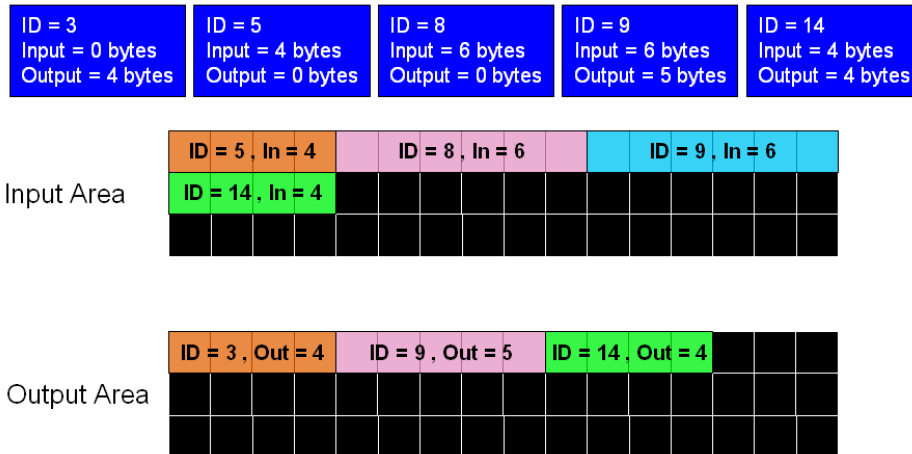 ID = 3
Input = 0 bytes
Output = 4 bytes
ID = 5
Input = 4 bytes
Output = 0 bytes
ID = 8
Input = 6 bytes
Output = 0 bytes
ID = 9
Input = 6 bytes
Output = 5 bytes
ID = 14
Input = 4 bytes
Output = 4 bytes
ID = 5 , In = 4
ID = 8 , In = 6
ID = 9 , In = 6
Input Area
ID = 14 , In = 4
ID = 3 , Out = 4
ID = 9 , Out = 5
ID = 14 , Out = 4
Output Area